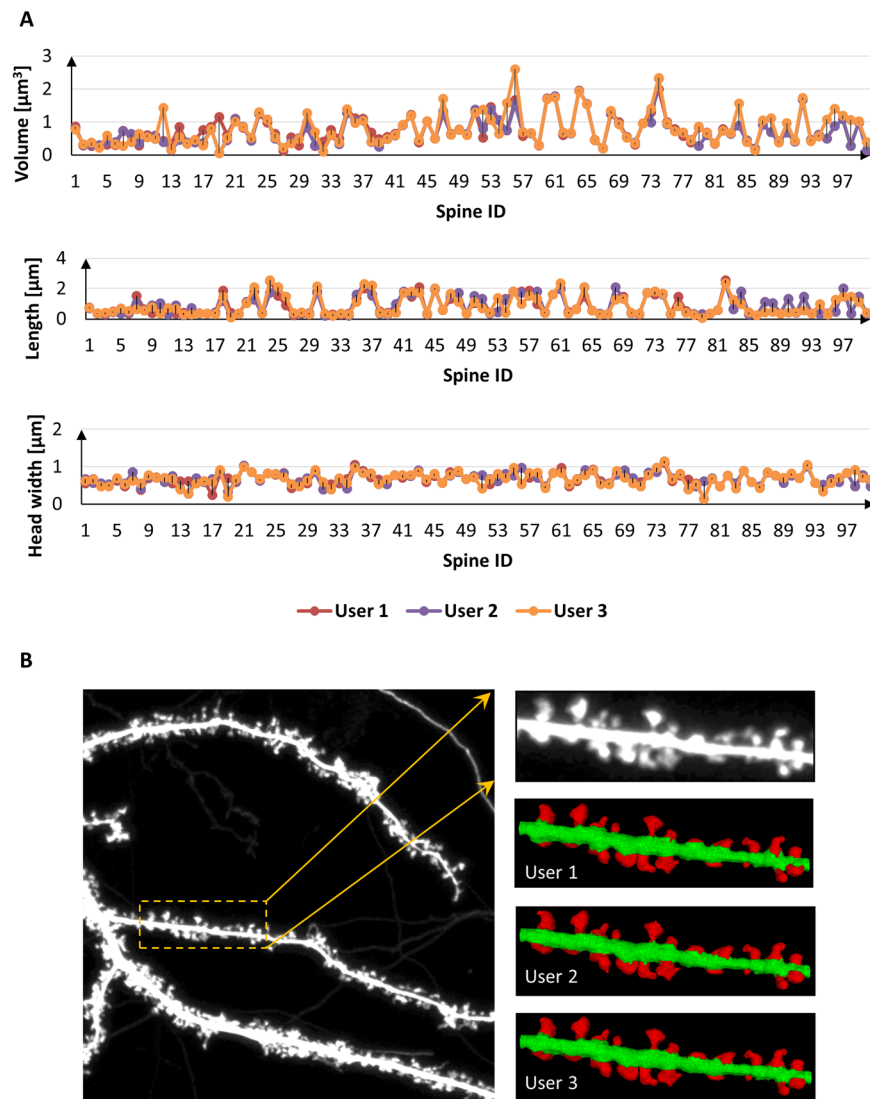 A
Volume [µm³]
3
2
1
0
1 5 9 13 17 21 25 29 33 37 41 45 49 53 57 61 65 69 73 77 81 85 89 93 97
Spine ID
Length [µm]
4
2
0
1 5 9 13 17 21 25 29 33 37 41 45 49 53 57 61 65 69 73 77 81 85 89 93 97
Spine ID
Head width [µm]
2
1
0
1 5 9 13 17 21 25 29 33 37 41 45 49 53 57 61 65 69 73 77 81 85 89 93 97
Spine ID
User 1 User 2 User 3
B
User 1
User 2
User 3